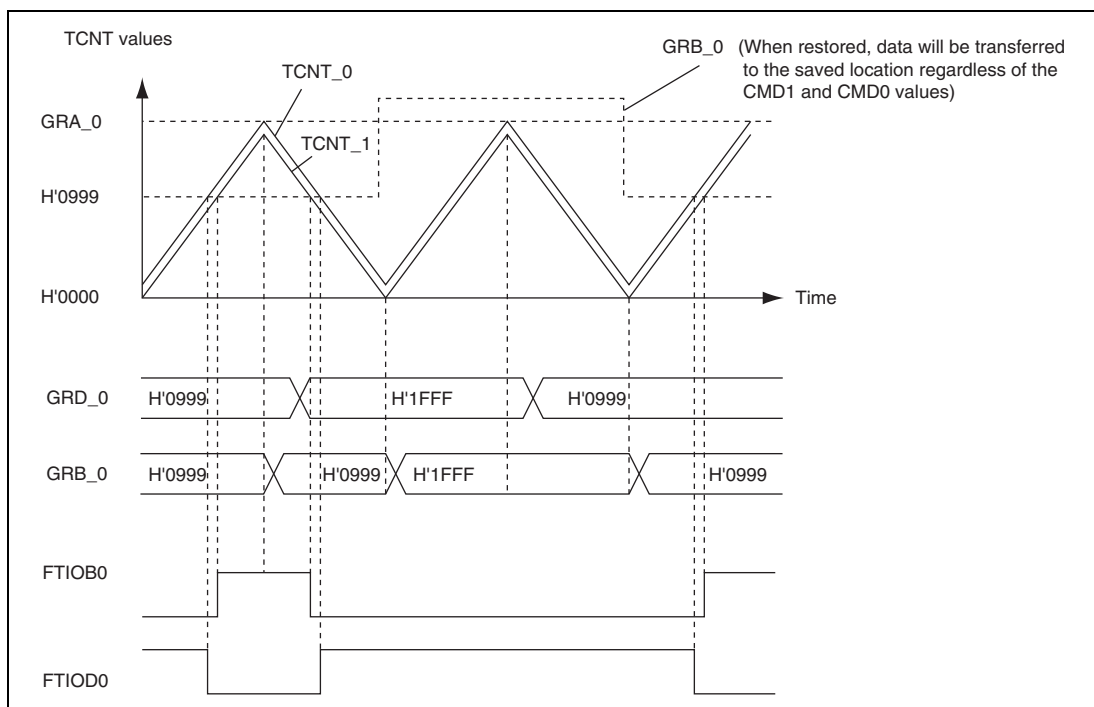 TCNT values
GRB_0 (When restored, data will be transferred
to the saved location regardless of the
CMD1 and CMD0 values)
TCNT_0
GRA_0
TCNT_1
H'0999
H'0000
Time
GRD_0
H'0999
H'1FFF
H'0999
GRB_0
H'0999
H'0999
H'1FFF
H'0999
FTIOB0
FTIOD0